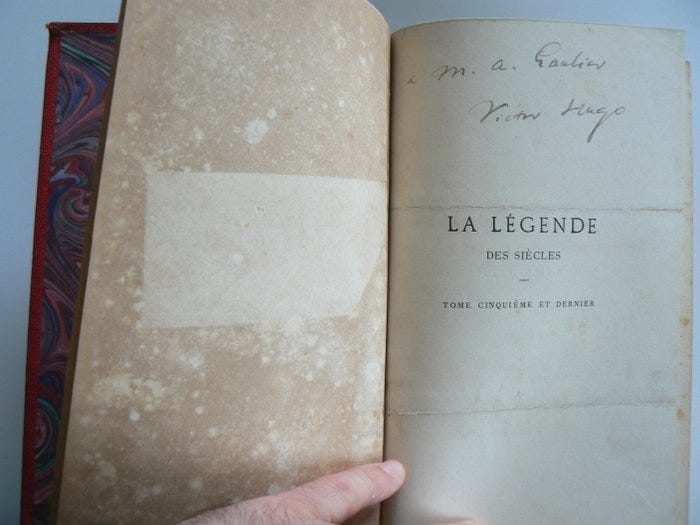 à M. A. Gaulier
Victor Hugo
LA LÉGENDE
DES SIÈCLES
TOME CINQUIÈME ET DERNIER